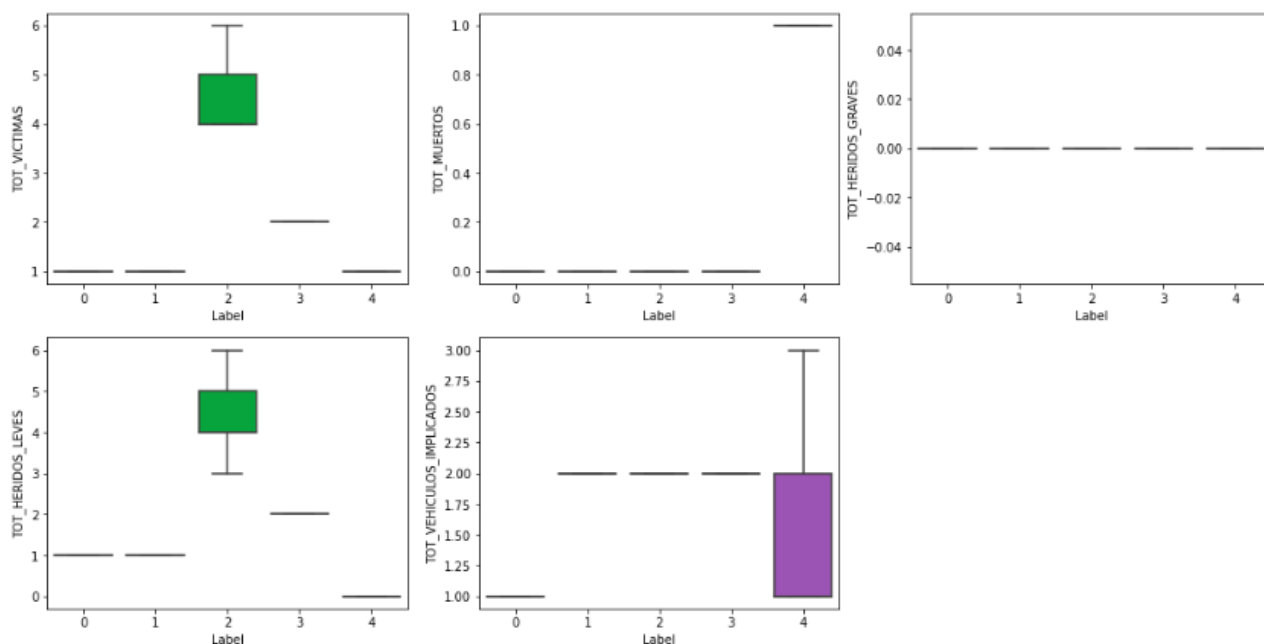 TOT_VICTIMAS
6
5
4
3
2
1
0 1 2 3 4
Label
TOT_MUERTOS
1.0
0.8
0.6
0.4
0.2
0.0
0 1 2 3 4
Label
TOT_HERIDOS_GRAVES
0.04
0.02
0.00
−0.02
−0.04
0 1 2 3 4
Label
TOT_HERIDOS_LEVES
6
5
4
3
2
1
0
0 1 2 3 4
Label
TOT_VEHICULOS_IMPLICADOS
3.00
2.75
2.50
2.25
2.00
1.75
1.50
1.25
1.00
0 1 2 3 4
Label